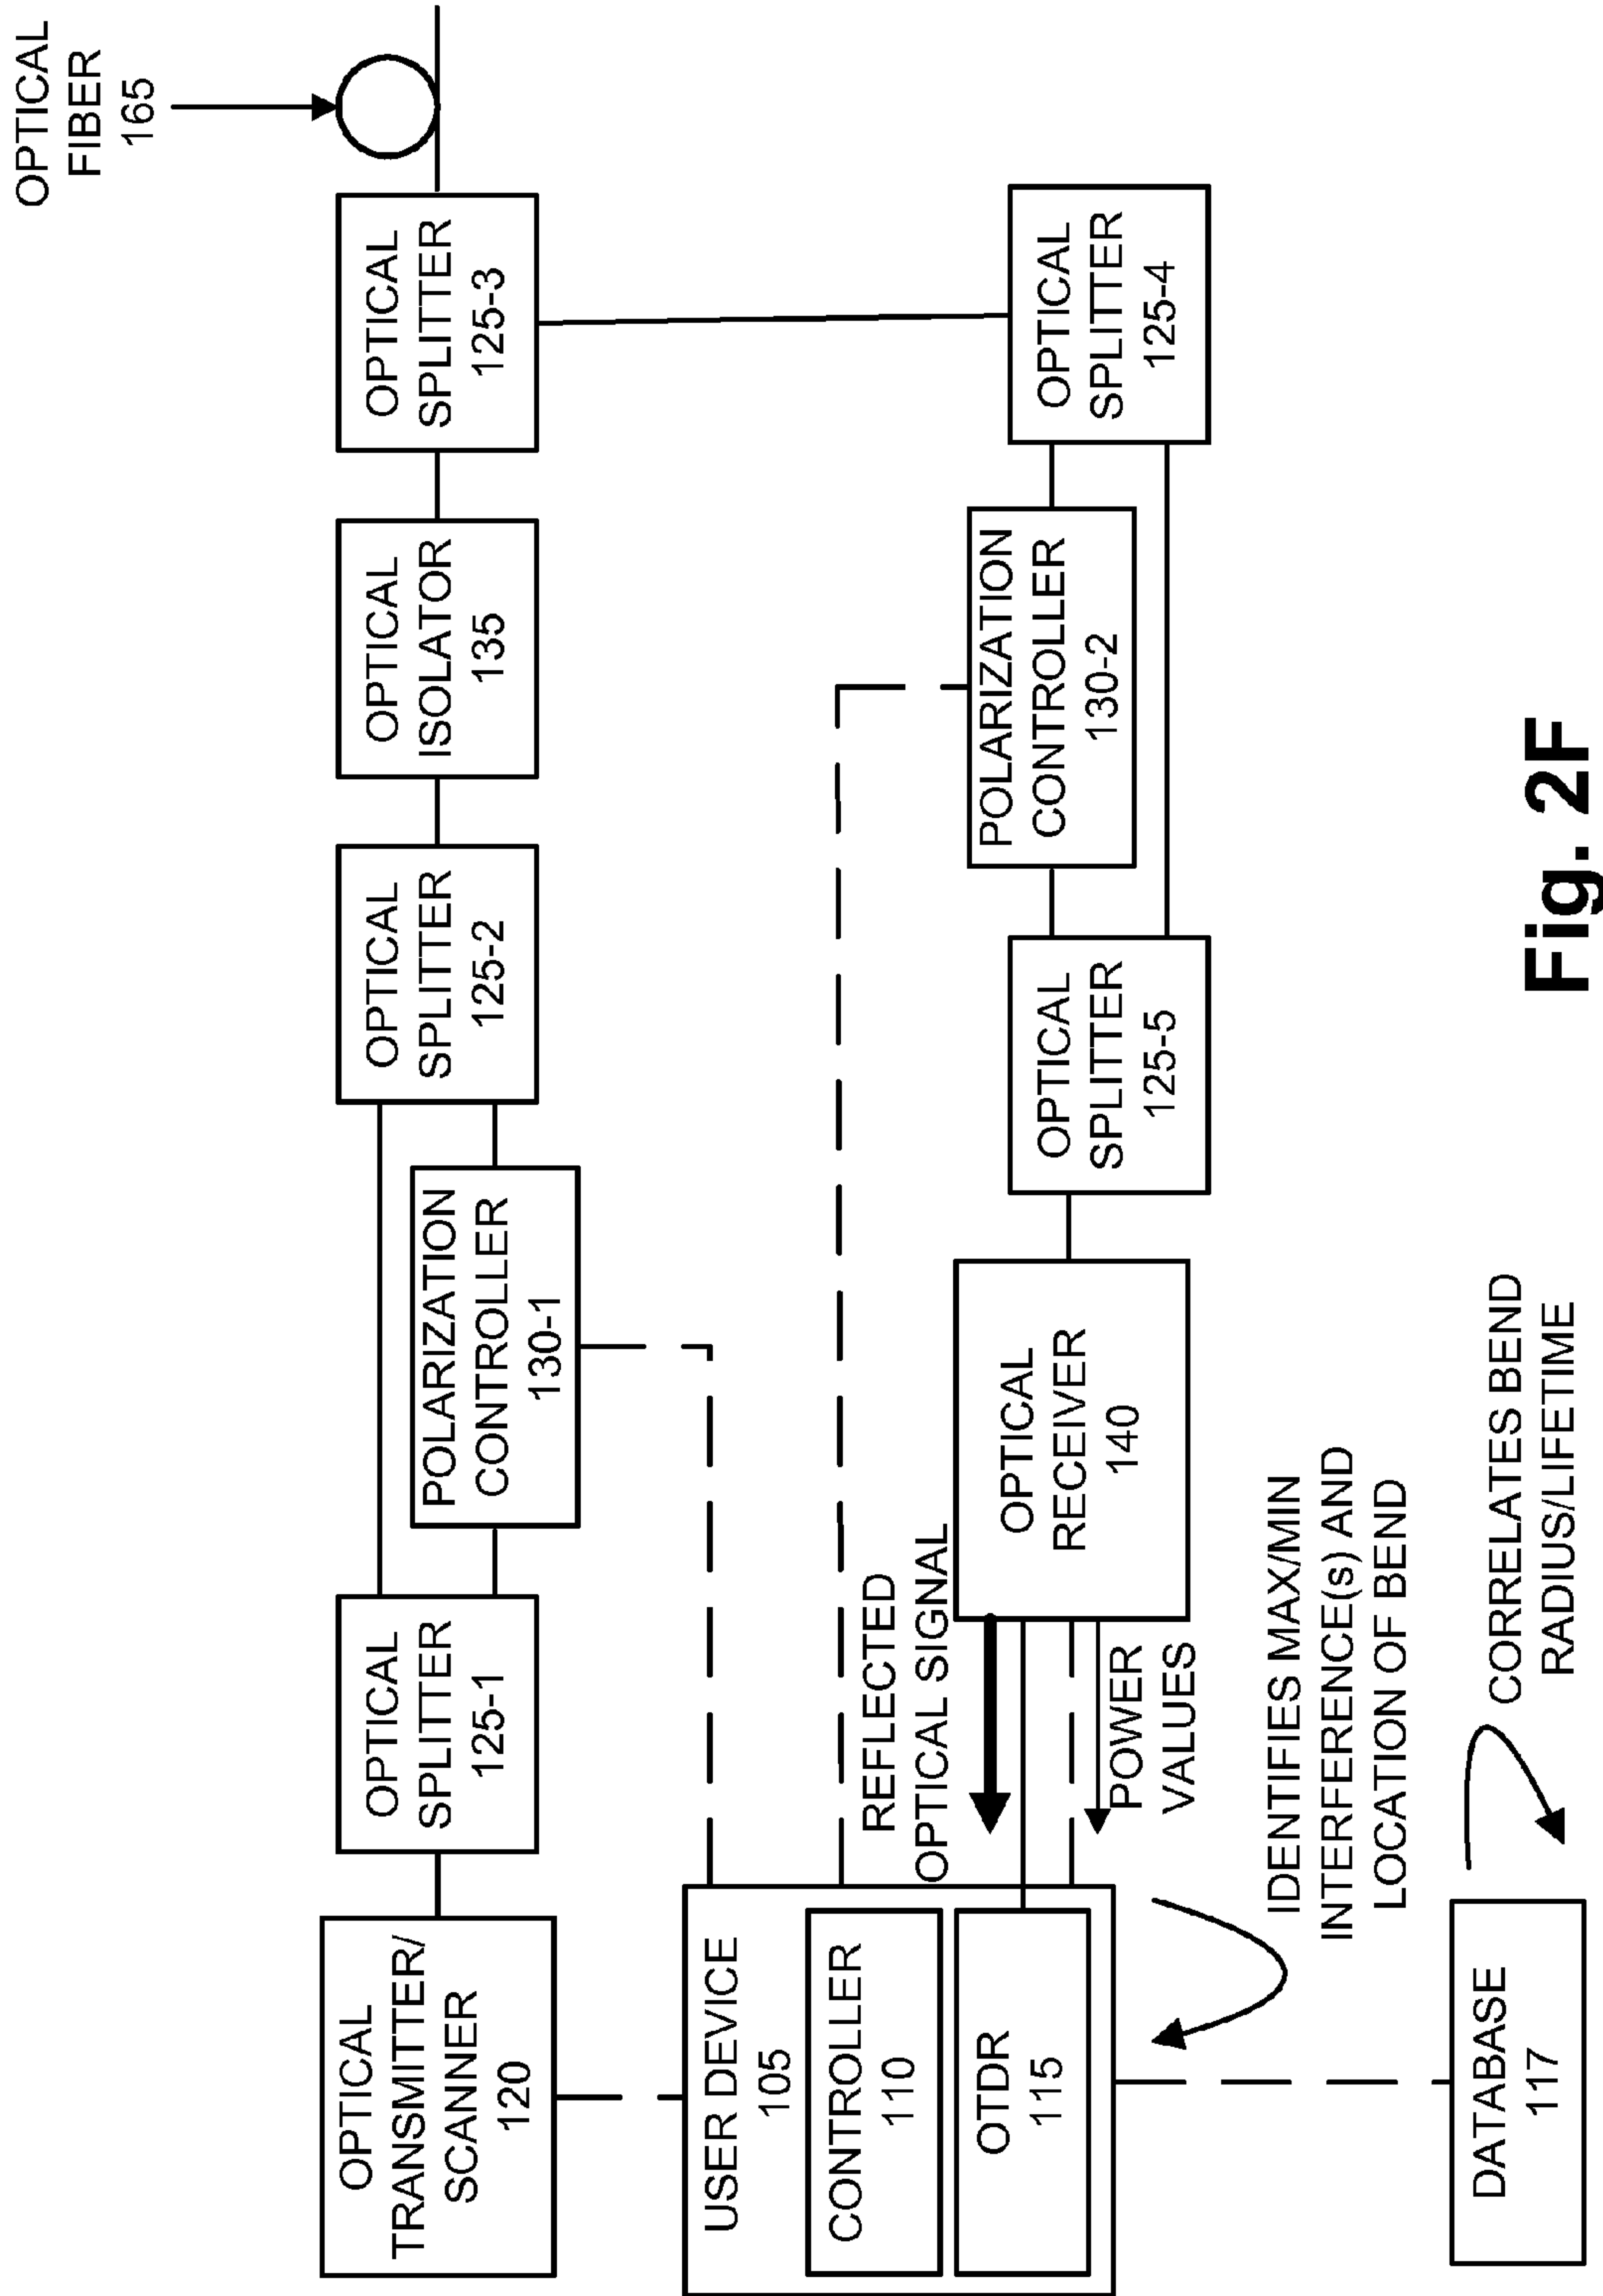 OPTICAL
FIBER
165
OPTICAL
TRANSMITTER/
SCANNER
120
OPTICAL
SPLITTER
125-1
POLARIZATION
CONTROLLER
130-1
OPTICAL
SPLITTER
125-2
OPTICAL
ISOLATOR
135
OPTICAL
SPLITTER
125-3
USER DEVICE
105
CONTROLLER
110
OTDR
115
REFLECTED
OPTICAL SIGNAL
POWER
VALUES
OPTICAL
RECEIVER
140
OPTICAL
SPLITTER
125-5
POLARIZATION
CONTROLLER
130-2
OPTICAL
SPLITTER
125-4
IDENTIFIES MAX/MIN
INTERFERENCE(s) AND
LOCATION OF BEND
DATABASE
117
CORRELATES BEND
RADIUS/LIFETIME
Fig. 2F